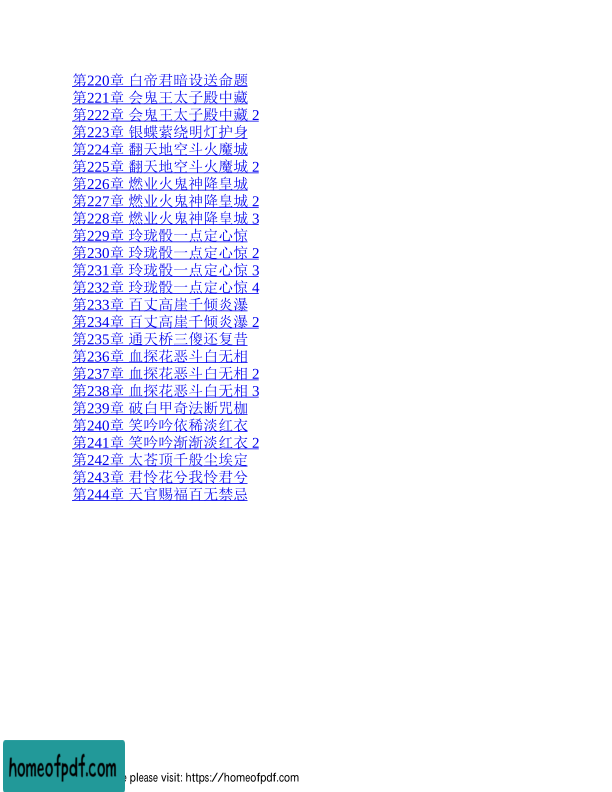 第220章 白帝君暗设送命题
第221章 会鬼王太子殿中藏
第222章 会鬼王太子殿中藏 2
第223章 银蝶萦绕明灯护身
第224章 翻天地空斗火魔城
第225章 翻天地空斗火魔城 2
第226章 燃业火鬼神降皇城
第227章 燃业火鬼神降皇城 2
第228章 燃业火鬼神降皇城 3
第229章 玲珑骰一点定心惊
第230章 玲珑骰一点定心惊 2
第231章 玲珑骰一点定心惊 3
第232章 玲珑骰一点定心惊 4
第233章 百丈高崖千倾炎瀑
第234章 百丈高崖千倾炎瀑 2
第235章 通天桥三傻还复昔
第236章 血探花恶斗白无相
第237章 血探花恶斗白无相 2
第238章 血探花恶斗白无相 3
第239章 破白甲奇法断咒枷
第240章 笑吟吟依稀淡红衣
第241章 笑吟吟渐渐淡红衣 2
第242章 太苍顶千般尘埃定
第243章 君怜花兮我怜君兮
第244章 天官赐福百无禁忌
homeofpdf.com
please visit: https://homeofpdf.com